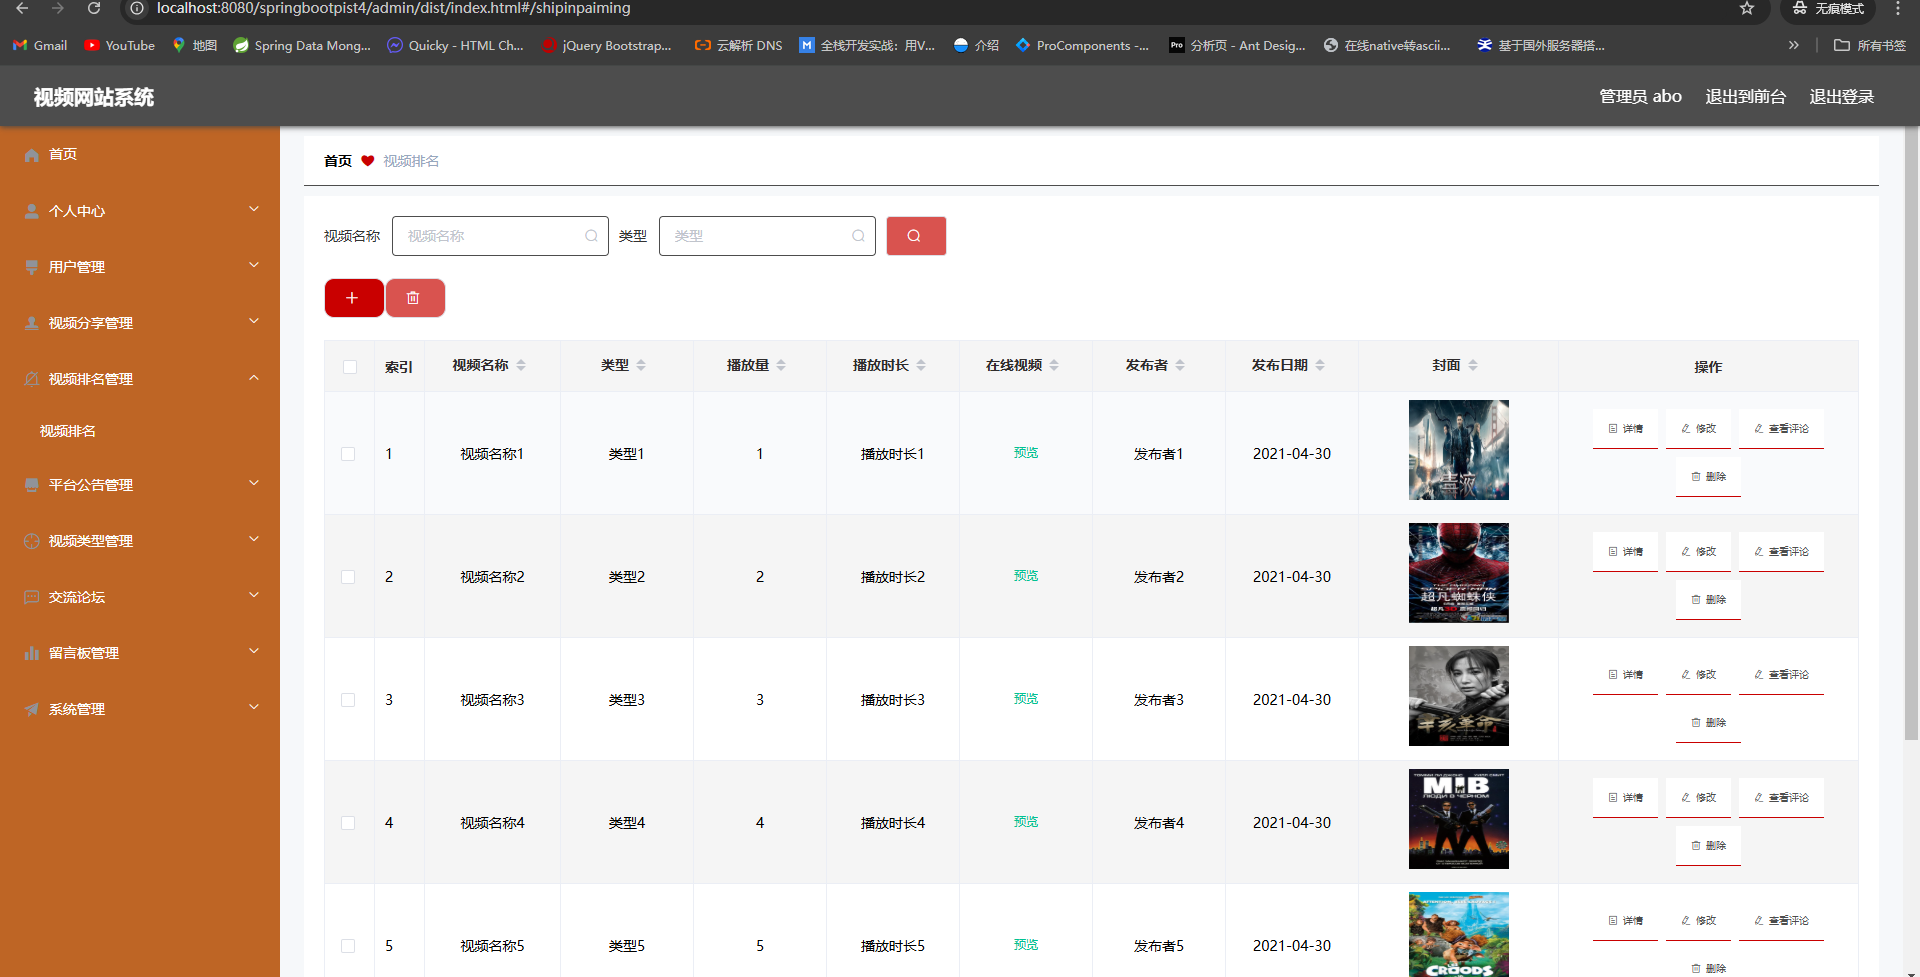 localhost:8080/springbootpist4/admin/dist/index.html#/shipinpaiming
无痕模式
Gmail YouTube 地图 Spring Data Mong... Quicky - HTML Ch... jQuery Bootstrap... 云解析 DNS 全栈开发实战：用V... 介绍 ProComponents -... Pro 分析页 - Ant Desig... 在线native转ascii... 基于国外服务器搭... 所有书签
视频网站系统
管理员 abo 退出到前台 退出登录
首页
个人中心
用户管理
视频分享管理
视频排名管理
视频排名
平台公告管理
视频类型管理
交流论坛
留言板管理
系统管理
首页 视频排名
视频名称 视频名称 类型 类型
索引 视频名称 类型 播放量 播放时长 在线视频 发布者 发布日期 封面 操作
1 视频名称1 类型1 1 播放时长1 预览 发布者1 2021-04-30 毒液 详情 修改 查看评论
删除
2 视频名称2 类型2 2 播放时长2 预览 发布者2 2021-04-30 超凡蜘蛛侠 详情 修改 查看评论
删除
3 视频名称3 类型3 3 播放时长3 预览 发布者3 2021-04-30 辛亥革命 详情 修改 查看评论
删除
4 视频名称4 类型4 4 播放时长4 预览 发布者4 2021-04-30 MIB ЛЮДИ В ЧЕРНОМ 详情 修改 查看评论
删除
5 视频名称5 类型5 5 播放时长5 预览 发布者5 2021-04-30 CROODS 详情 修改 查看评论
删除